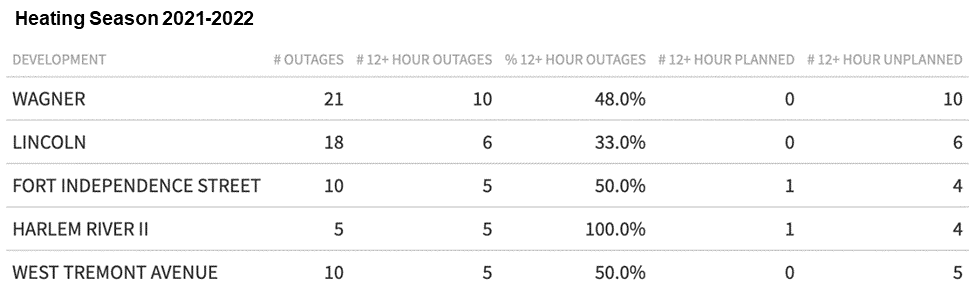 Heating Season 2021-2022
DEVELOPMENT # OUTAGES # 12+ HOUR OUTAGES % 12+ HOUR OUTAGES # 12+ HOUR PLANNED # 12+ HOUR UNPLANNED
WAGNER 21 10 48.0% 0 10
LINCOLN 18 6 33.0% 0 6
FORT INDEPENDENCE STREET 10 5 50.0% 1 4
HARLEM RIVER II 5 5 100.0% 1 4
WEST TREMONT AVENUE 10 5 50.0% 0 5